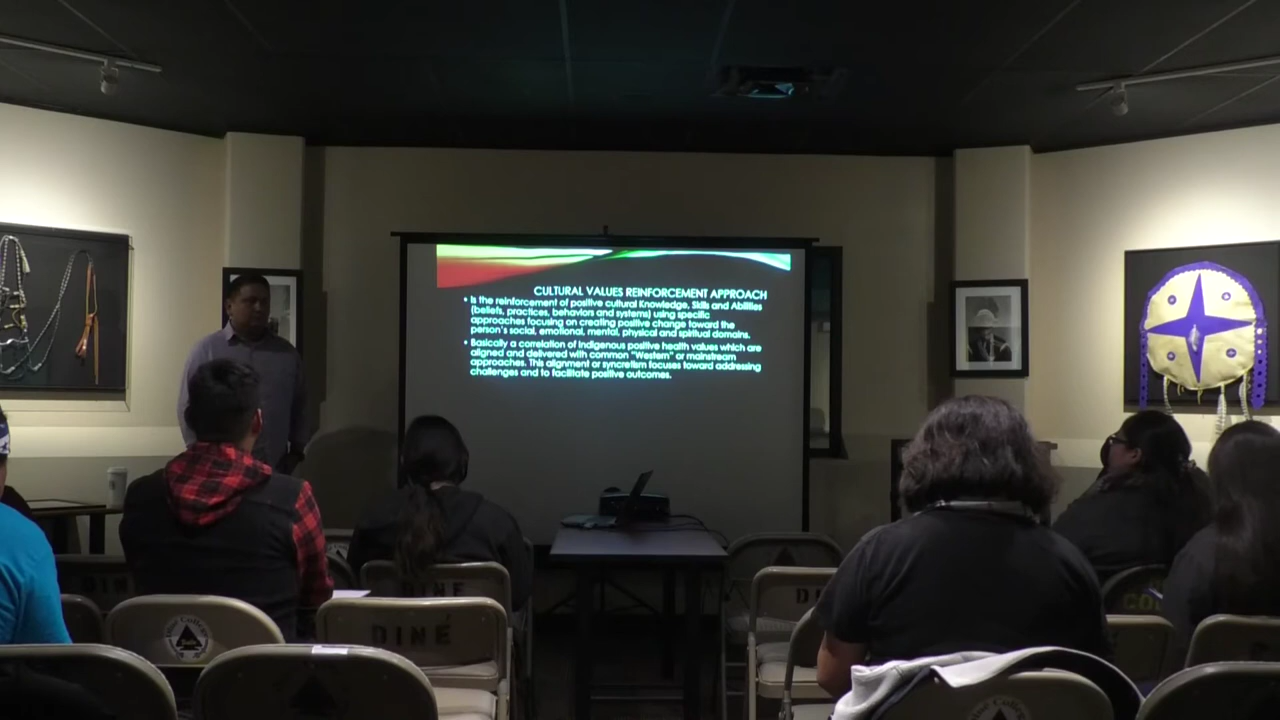 CULTURAL VALUES REINFORCEMENT APPROACH
• Is the reinforcement of positive cultural Knowledge, Skills and Abilities
(beliefs, practices, behaviors and systems) using specific
approaches focusing on creating positive change toward the
person's social, emotional, mental, physical and spiritual domains.
• Basically a correlation of Indigenous positive health values which are
aligned and delivered with common "Western" or mainstream
approaches. This alignment or syncretism focuses toward addressing
challenges and to facilitate positive outcomes.
DINÉ